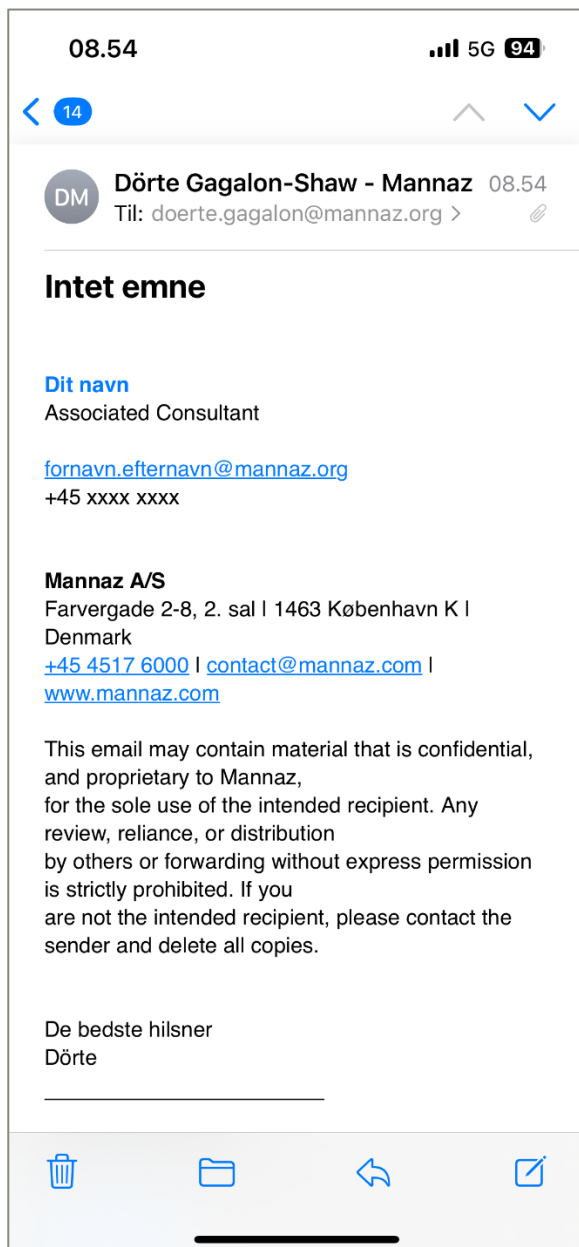 08.54 5G 94
14
DM
Dörte Gagalon-Shaw - Mannaz 08.54
Til: doerte.gagalon@mannaz.org >
Intet emne
Dit navn
Associated Consultant
fornavn.efternavn@mannaz.org
+45 xxxx xxxx
Mannaz A/S
Farvergade 2-8, 2. sal I 1463 København K I
Denmark
+45 4517 6000 I contact@mannaz.com I
www.mannaz.com
This email may contain material that is confidential,
and proprietary to Mannaz,
for the sole use of the intended recipient. Any
review, reliance, or distribution
by others or forwarding without express permission
is strictly prohibited. If you
are not the intended recipient, please contact the
sender and delete all copies.
De bedste hilsner
Dörte